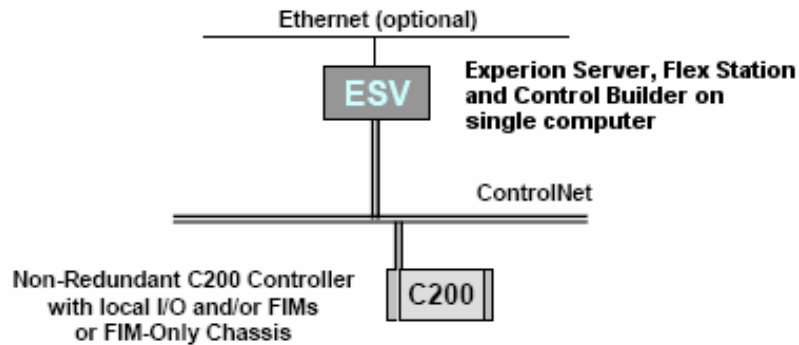 Ethernet (optional)
ESV
Experion Server, Flex Station
and Control Builder on
single computer
ControlNet
Non-Redundant C200 Controller
with local I/O and/or FIMs
or FIM-Only Chassis
C200